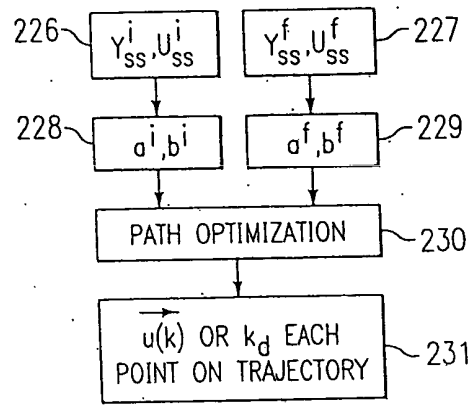 226
Y^i_ss, U^i_ss
Y^f_ss, U^f_ss
227
228
a^i, b^i
a^f, b^f
229
PATH OPTIMIZATION
230
u(k) OR k_d EACH
POINT ON TRAJECTORY
231